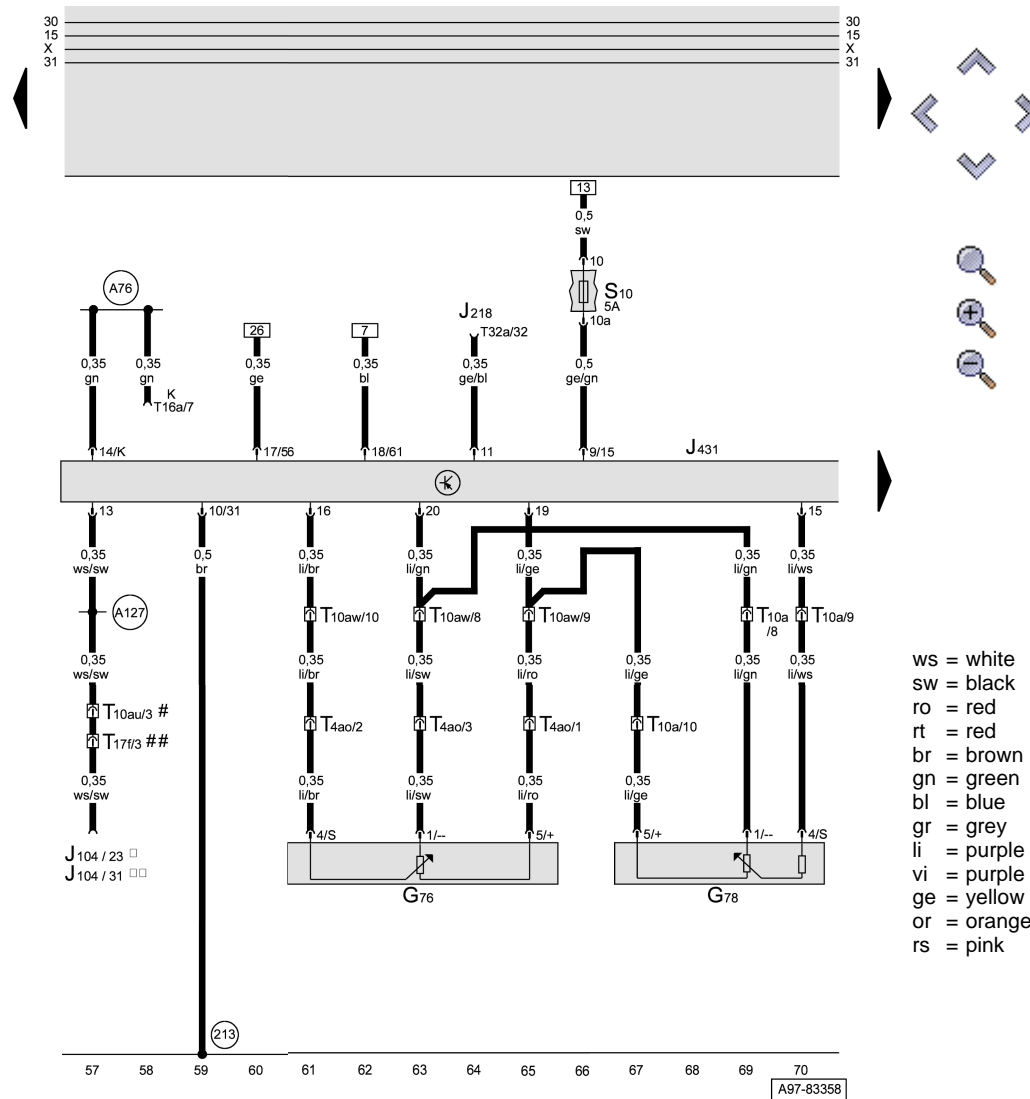 30 30
15 15
X X
31 31
13
0,5
sw
10
S10
5A
10a
A76
26
7
J218
T32a/32
0,35 0,35 0,35 0,35 0,35 0,5
gn gn ge bl ge/bl ge/gn
K
T16a/7
14/K 17/56 18/61 11 9/15 J431
13 10/31 16 20 19 15
0,35 0,5 0,35 0,35 0,35 0,35 0,35
ws/sw br li/br li/gn li/ge li/gn li/ws
A127 T10aw/10 T10aw/8 T10aw/9 T10a/8 T10a/9
0,35 0,35 0,35 0,35 0,35 0,35 0,35
ws/sw li/br li/sw li/ro li/ge li/gn li/ws
T10au/3 #
T4ao/2 T4ao/3 T4ao/1 T10a/10
T17f/3 ##
0,35 0,35 0,35 0,35 0,35
ws/sw li/br li/sw li/ro li/ge
4/S 1/-- 5/+ 5/+ 1/-- 4/S
J104 / 23 □
J104 / 31 □□
G76 G78
213
57 58 59 60 61 62 63 64 65 66 67 68 69 70
A97-83358
ws = white
sw = black
ro = red
rt = red
br = brown
gn = green
bl = blue
gr = grey
li = purple
vi = purple
ge = yellow
or = orange
rs = pink